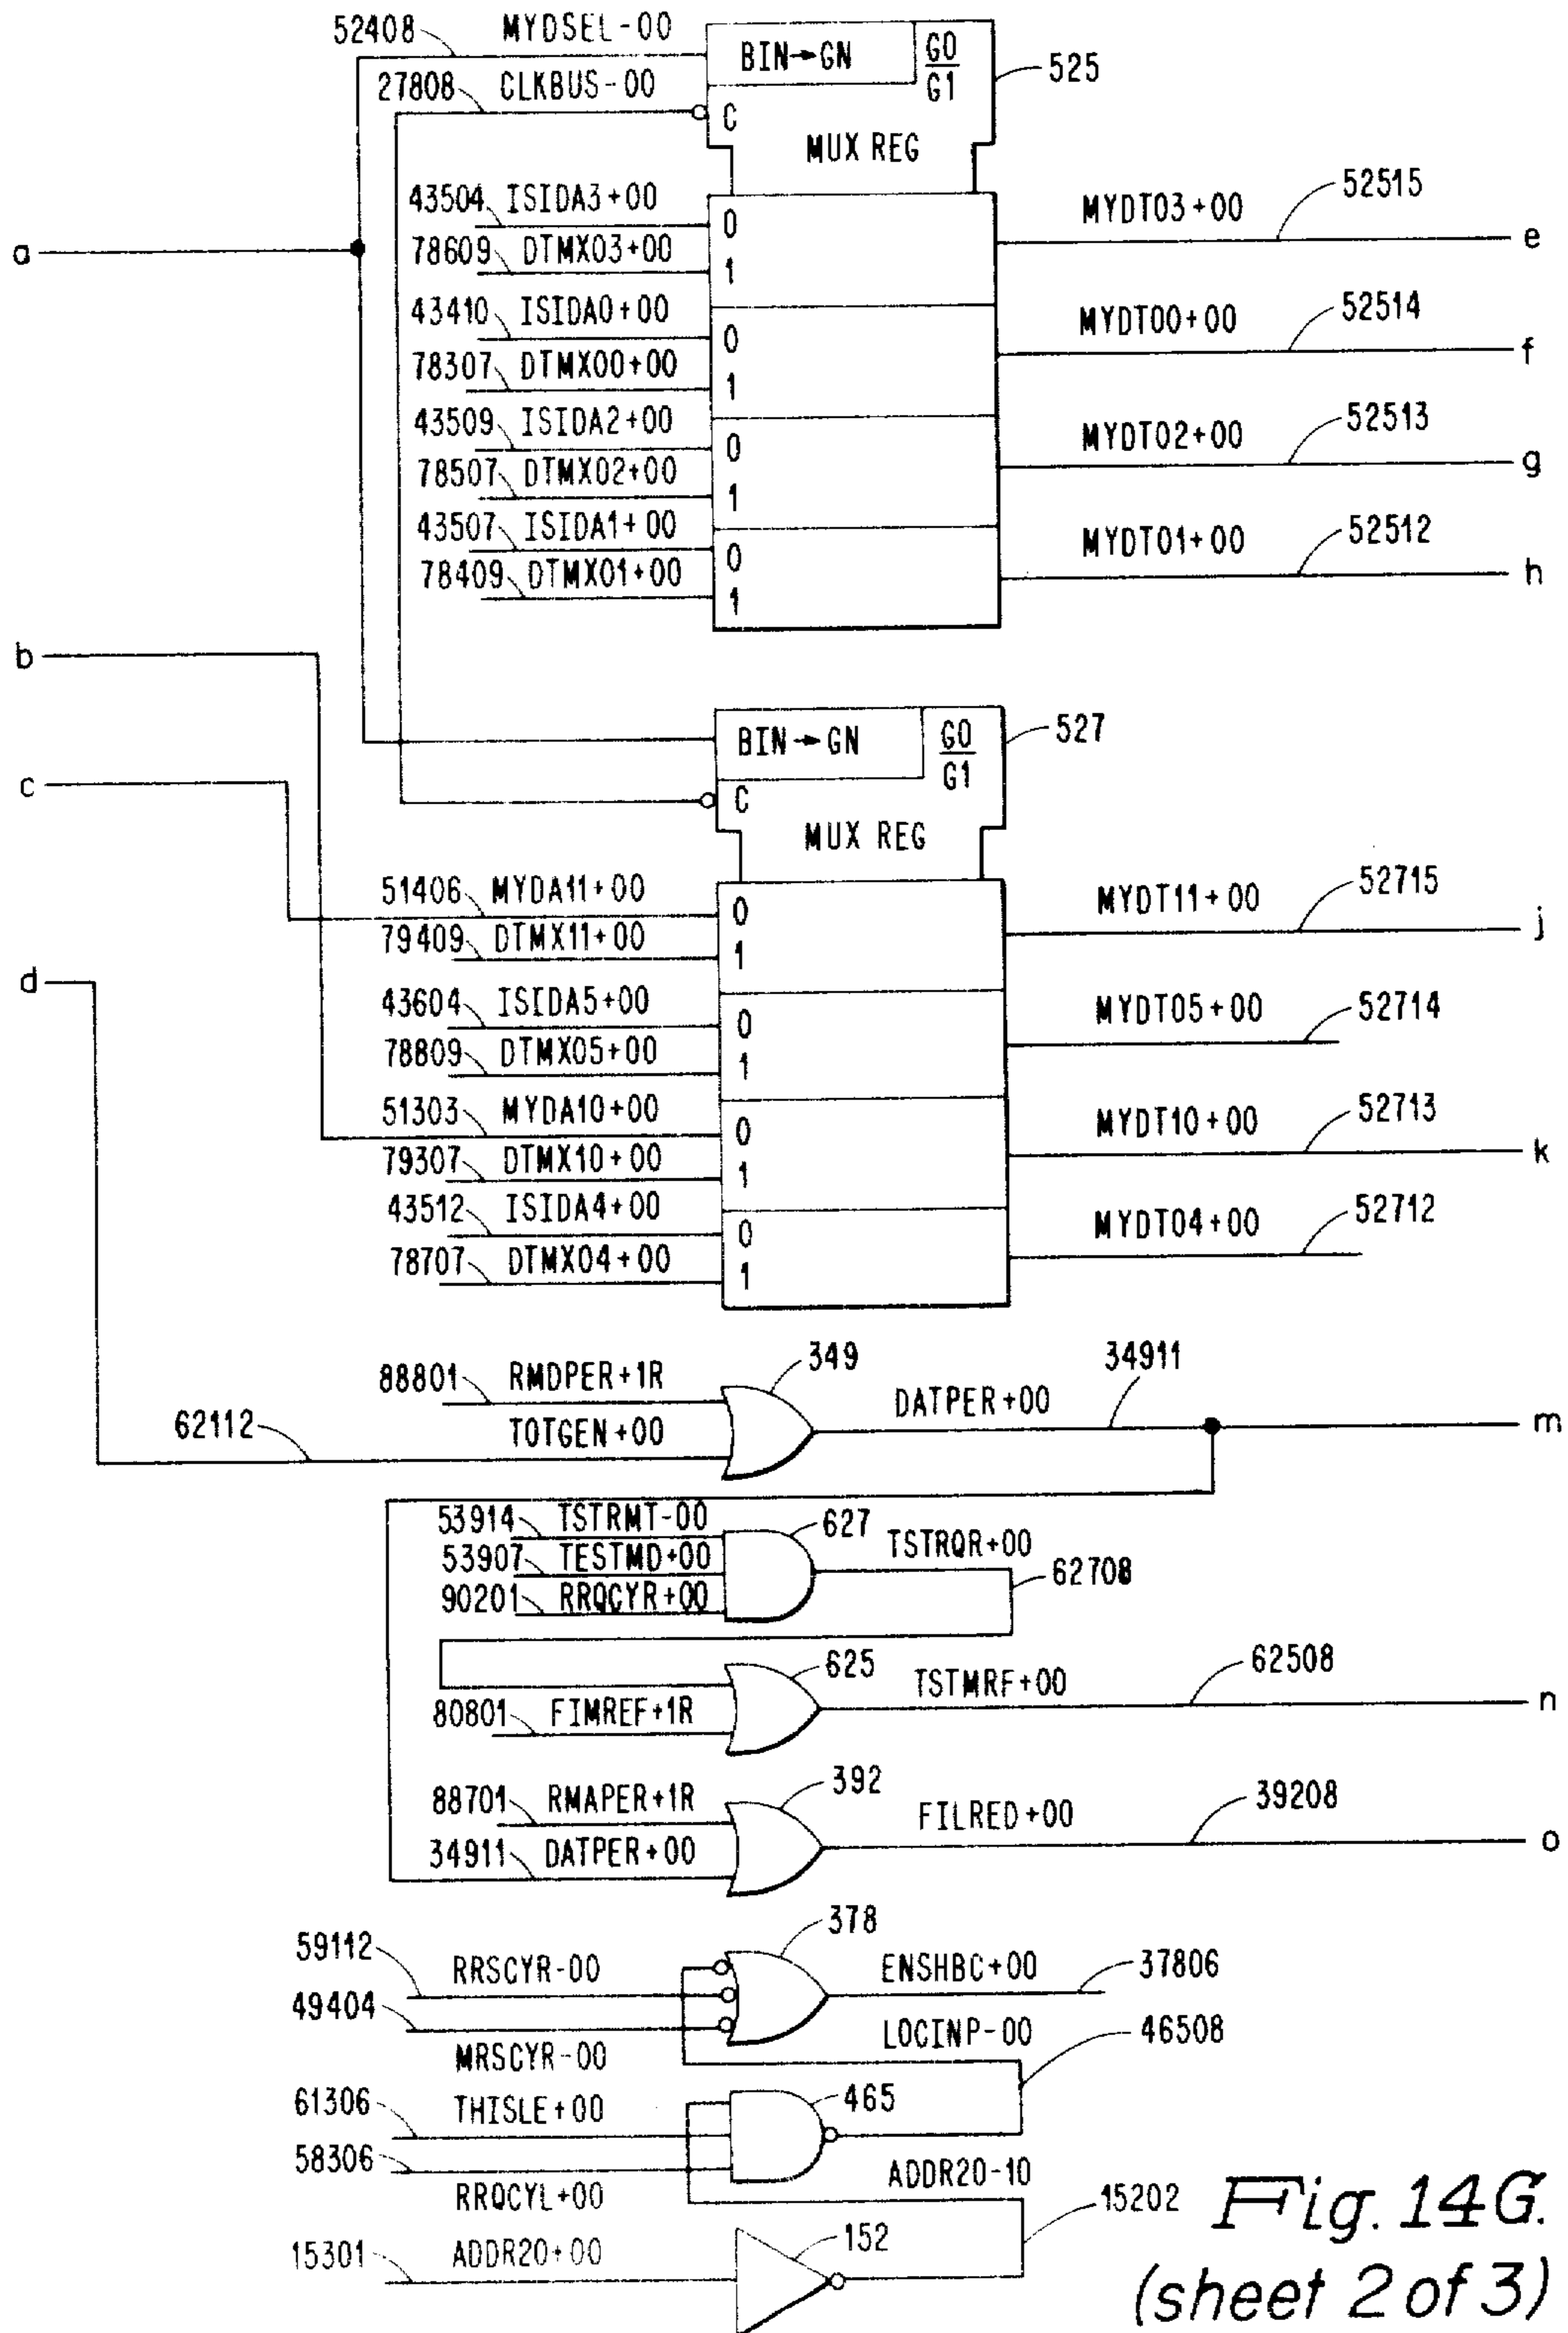 52408 MYDSEL-00
BIN→GN G0
G1
525
27808 CLKBUS-00
C
MUX REG
43504 ISIDA3+00 0
78609 DTMX03+00 1
MYDT03+00 52515 e
a
43410 ISIDA0+00 0
78307 DTMX00+00 1
MYDT00+00 52514 f
43509 ISIDA2+00 0
78507 DTMX02+00 1
MYDT02+00 52513 g
43507 ISIDA1+00 0
78409 DTMX01+00 1
MYDT01+00 52512 h
b
BIN→GN G0
G1
527
c
C
MUX REG
51406 MYDA11+00 0
79409 DTMX11+00 1
MYDT11+00 52715 j
d
43604 ISIDA5+00 0
78809 DTMX05+00 1
MYDT05+00 52714
51303 MYDA10+00 0
79307 DTMX10+00 1
MYDT10+00 52713 k
43512 ISIDA4+00 0
78707 DTMX04+00 1
MYDT04+00 52712
88801 RMDPER+1R 349
62112 TOTGEN+00
DATPER+00 34911 m
53914 TSTRMT-00 627
53907 TESTMD+00
90201 RRQCYR+00
TSTRQR+00 62708
625
80801 FIMREF+1R
TSTMRF+00 62508 n
88701 RMAPER+1R 392
34911 DATPER+00
FILRED+00 39208 o
378
59112 RRSCYR-00
49404
MRSCYR-00
ENSHBC+00 37806
LOCINP-00 46508
61306 THISLE+00 465
58306
RRQCYL+00
ADDR20-10 15202
15301 ADDR20+00 152
Fig. 14G.
(sheet 2 of 3)